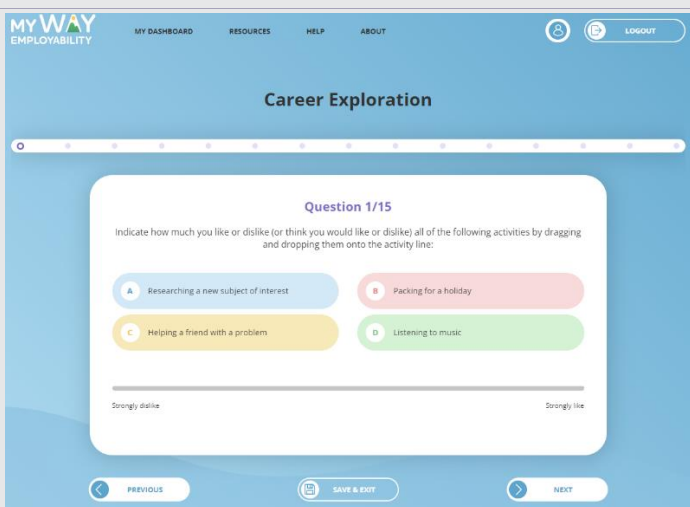 MY WAY
EMPLOYABILITY
MY DASHBOARD
RESOURCES
HELP
ABOUT
LOGOUT
Career Exploration
Question 1/15
Indicate how much you like or dislike (or think you would like or dislike) all of the following activities by dragging
and dropping them onto the activity line:
A Researching a new subject of interest
B Packing for a holiday
C Helping a friend with a problem
D Listening to music
Strongly dislike
Strongly like
PREVIOUS
SAVE & EXIT
NEXT